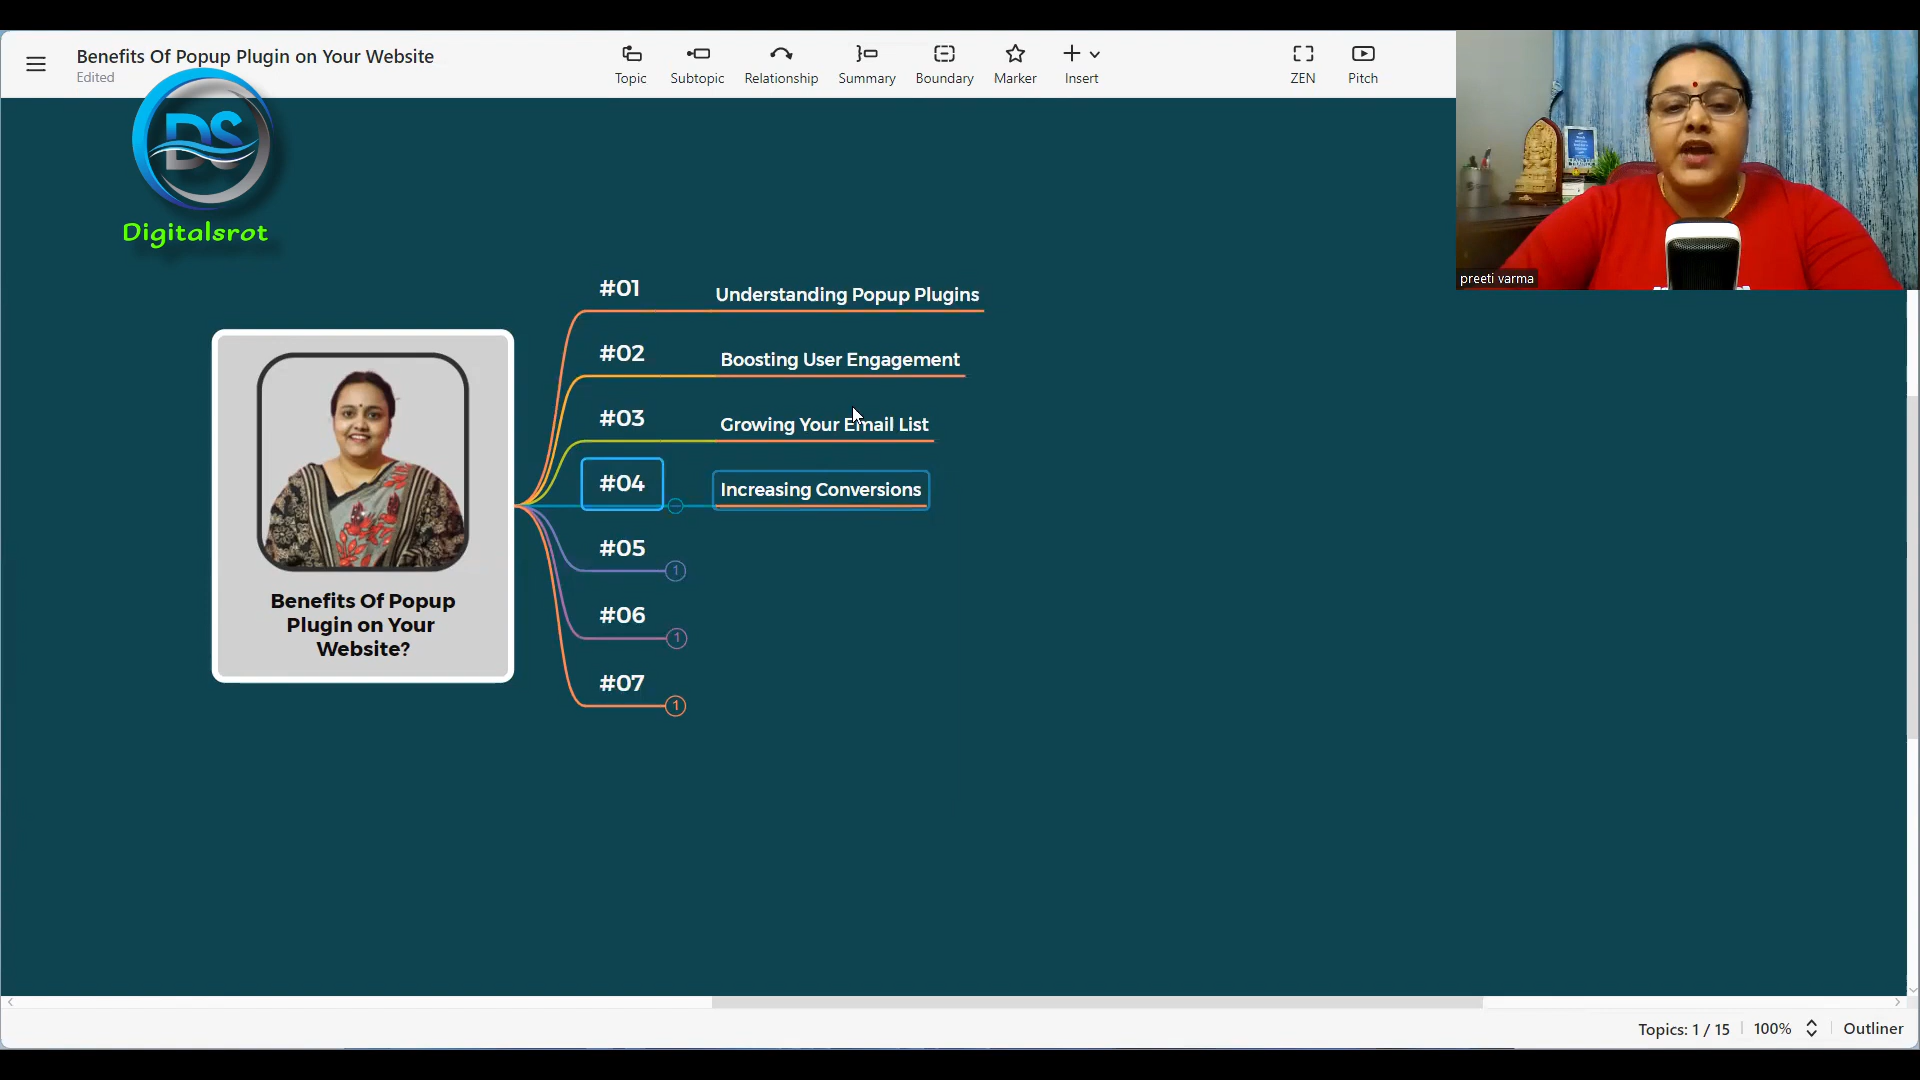 Benefits Of Popup Plugin on Your Website
Edited
Topic
Subtopic
Relationship
Summary
Boundary
Marker
Insert
ZEN
Pitch
DS
Digitalsrot
preeti varma
#01
Understanding Popup Plugins
#02
Boosting User Engagement
#03
Growing Your Email List
#04
Increasing Conversions
#05
1
#06
1
#07
1
Benefits Of Popup
Plugin on Your
Website?
Topics: 1 / 15
100%
Outliner